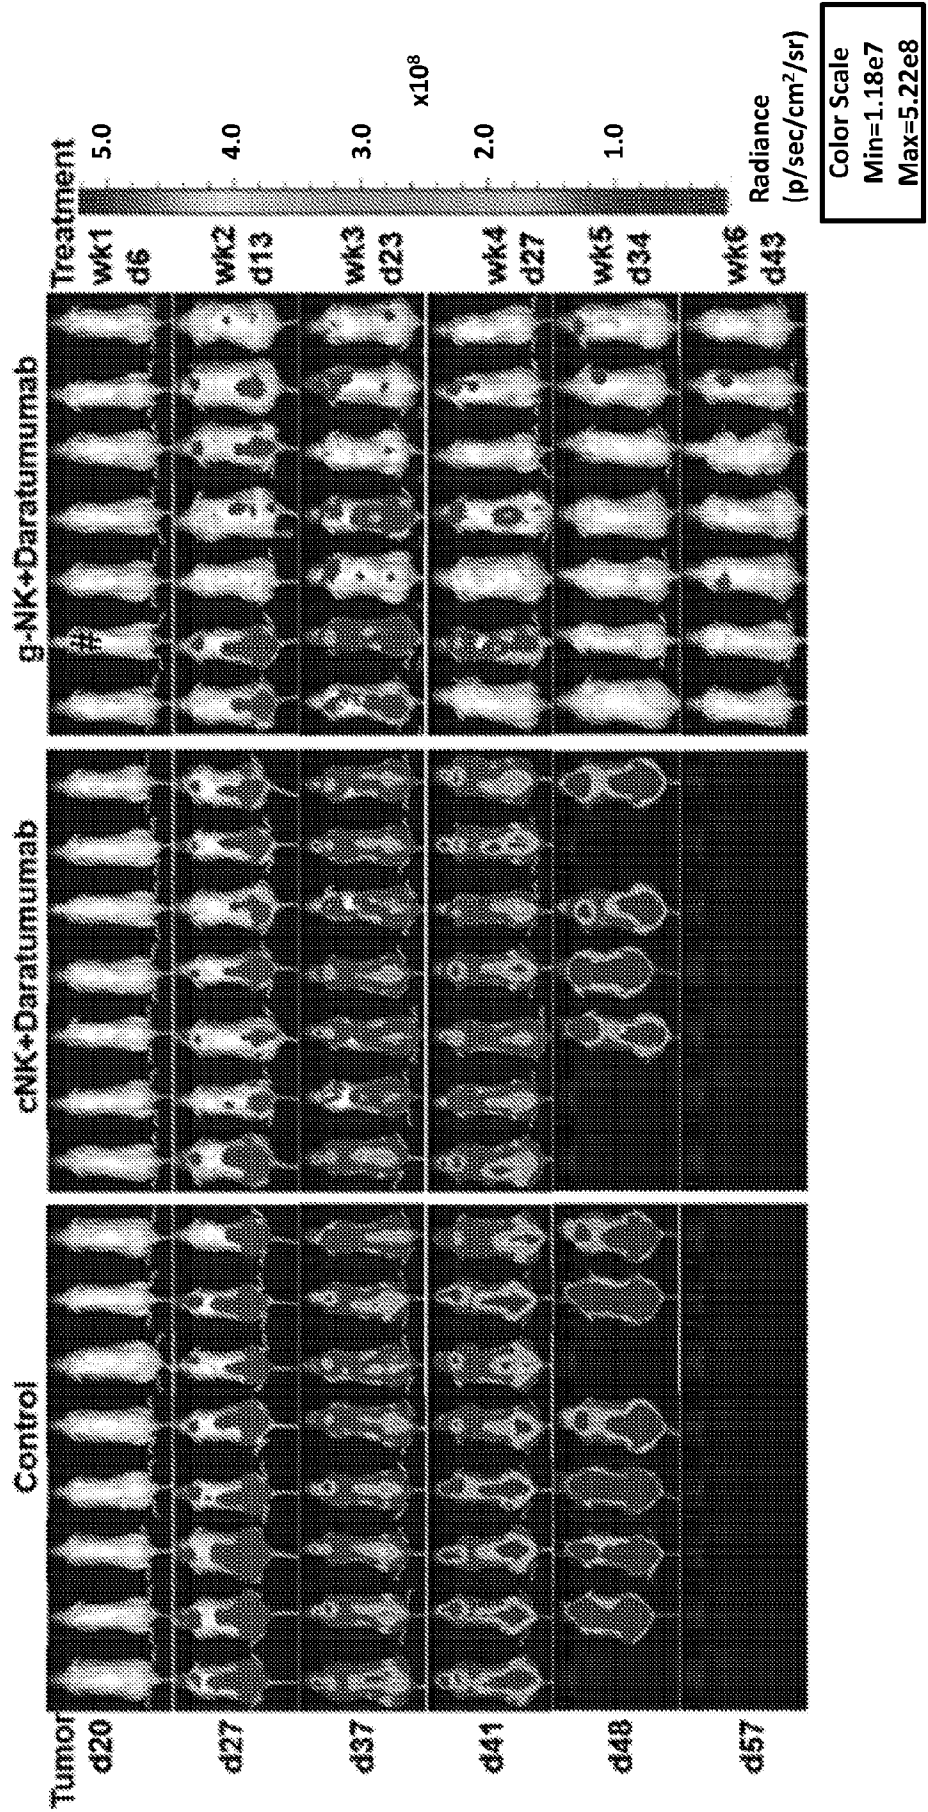 Control
cNK+Daratumumab
g-NK+Daratumumab
Tumor
Treatment
d20
#
wk1
d6
d27
wk2
d13
d37
wk3
d23
d41
wk4
d27
d48
wk5
d34
d57
wk6
d43
5.0
4.0
3.0
2.0
1.0
x10⁸
Radiance
(p/sec/cm²/sr)
Color Scale
Min=1.18e7
Max=5.22e8